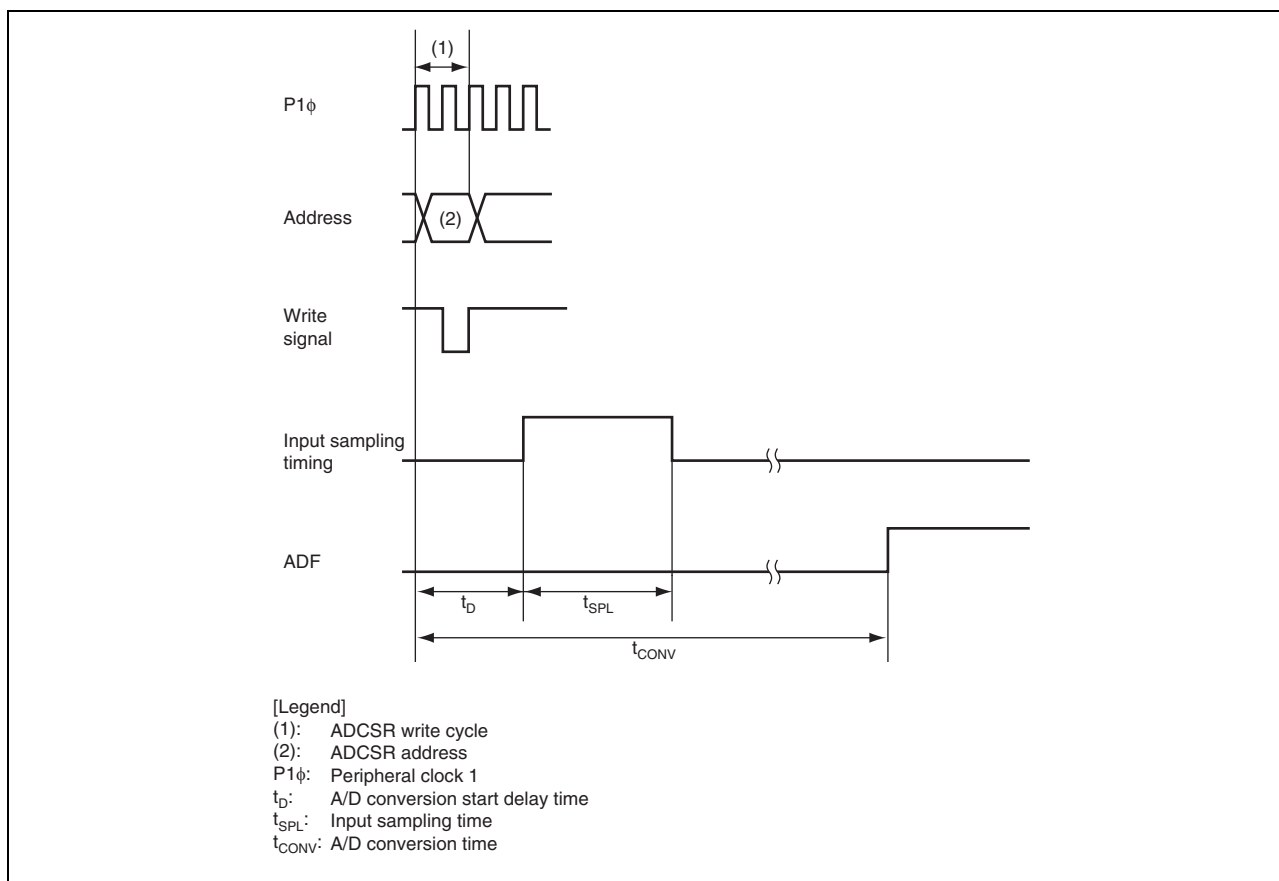 (1)
P1ϕ
Address
(2)
Write
signal
Input sampling
timing
ADF
tD
tSPL
tCONV
[Legend]
(1): ADCSR write cycle
(2): ADCSR address
P1ϕ: Peripheral clock 1
tD: A/D conversion start delay time
tSPL: Input sampling time
tCONV: A/D conversion time